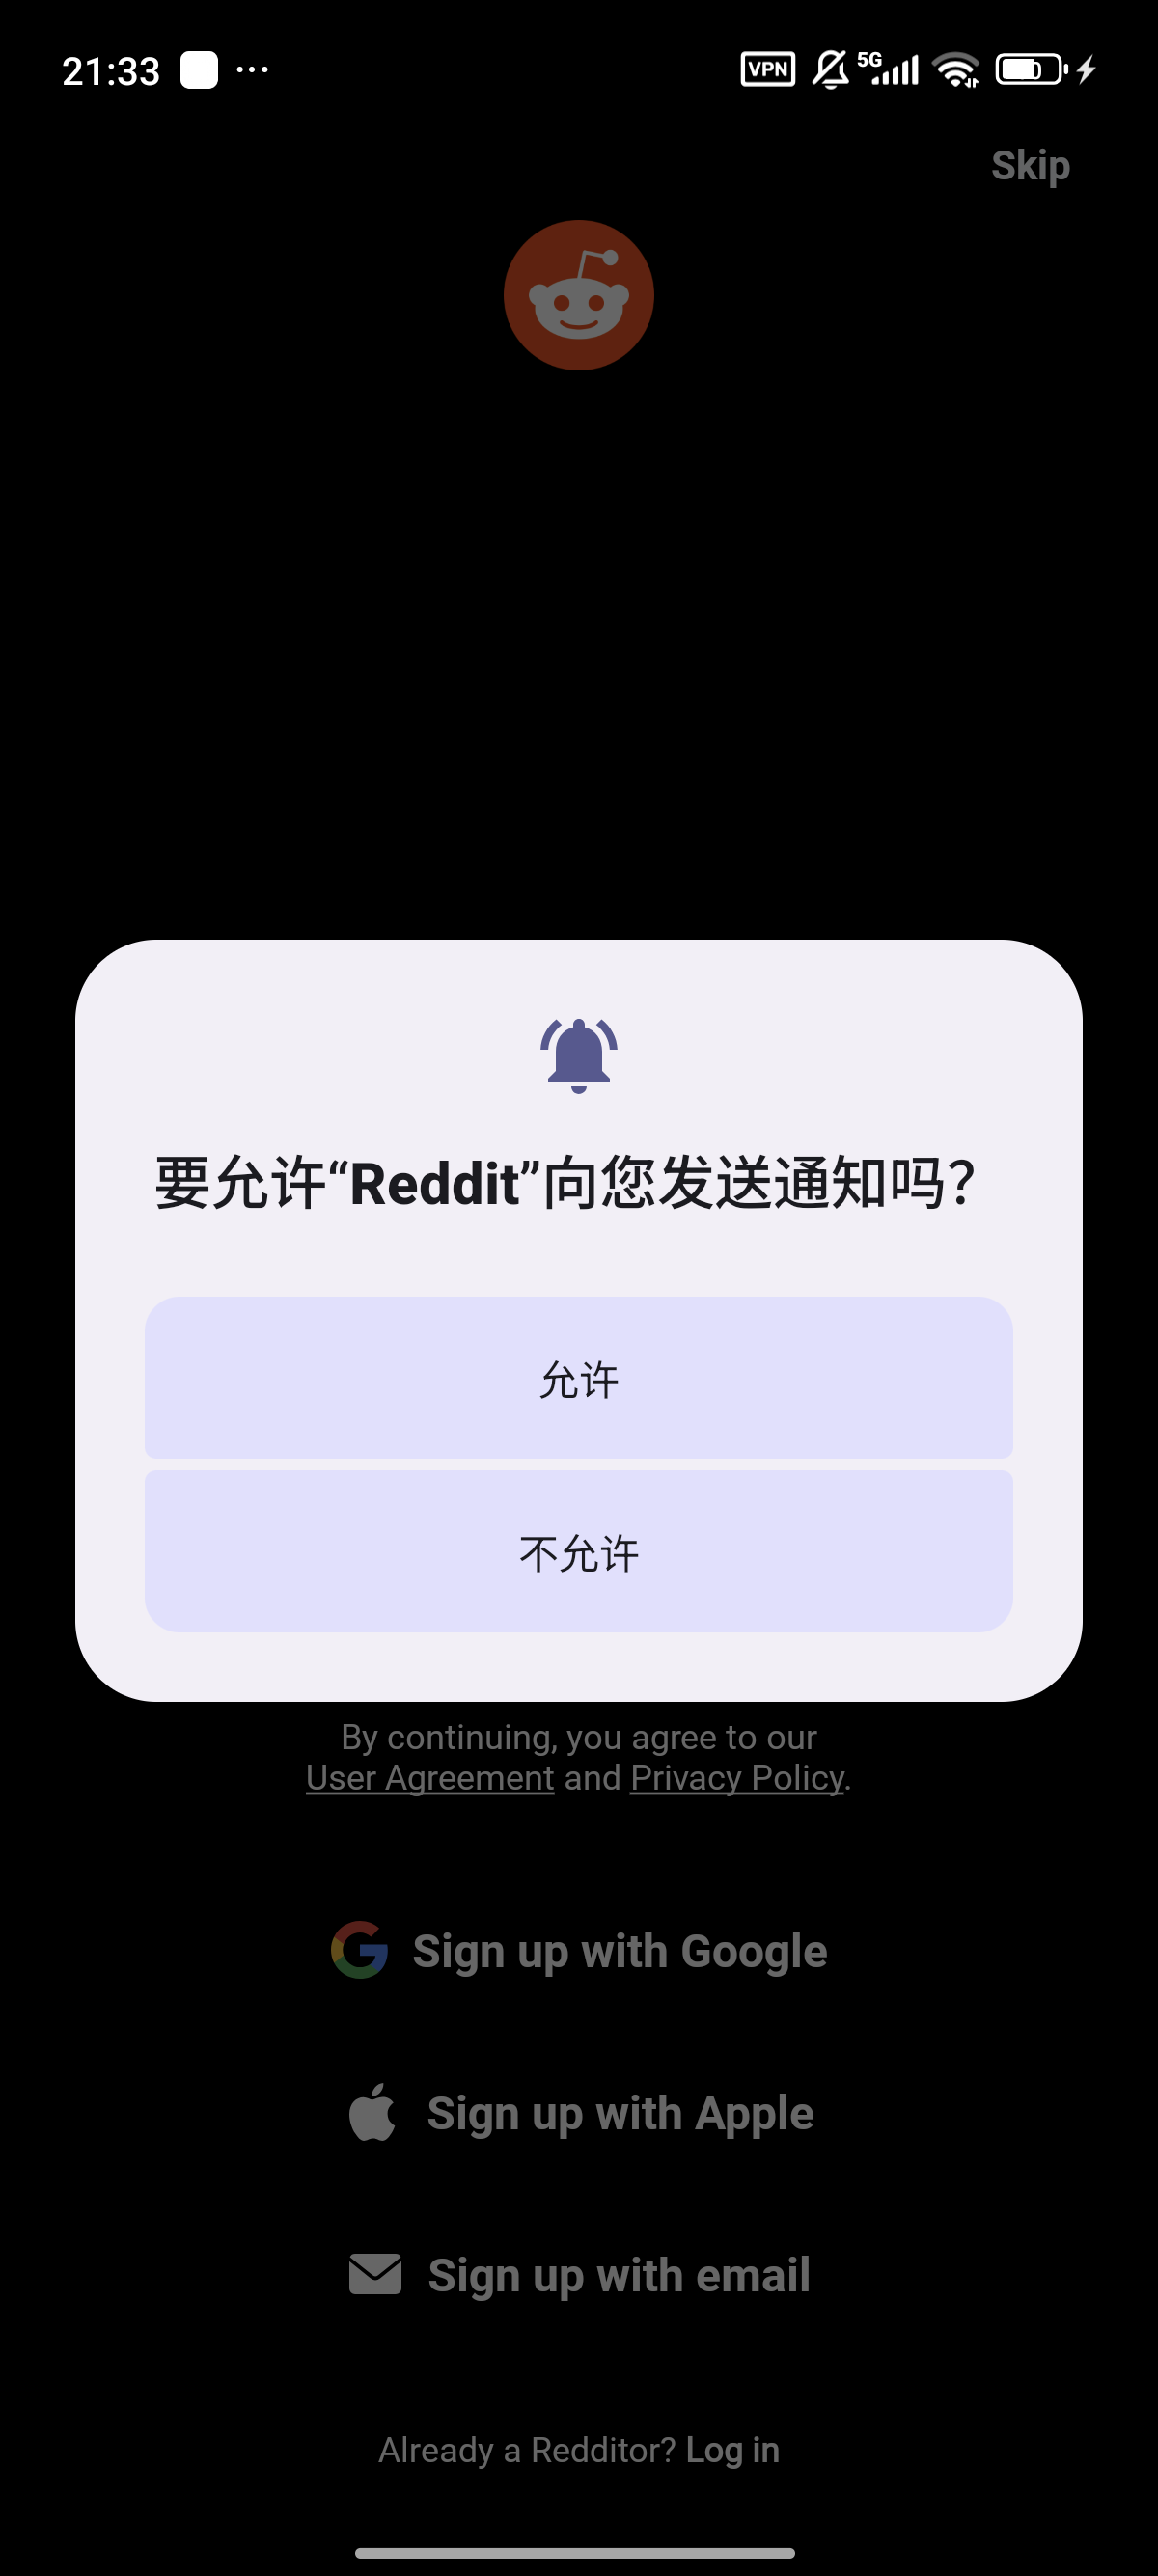 21:33
VPN 5G
Skip
要允许“Reddit”向您发送通知吗?
允许
不允许
By continuing, you agree to our
User Agreement and Privacy Policy.
Sign up with Google
Sign up with Apple
Sign up with email
Already a Redditor? Log in